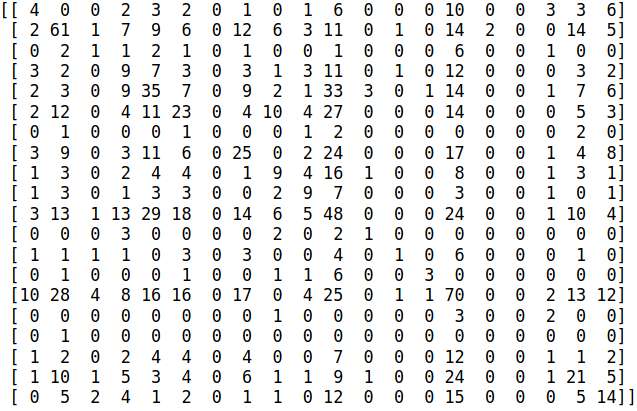 [[ 4 0 0 2 3 2 0 1 0 1 6 0 0 0 10 0 0 3 3 6]
[ 2 61 1 7 9 6 0 12 6 3 11 0 1 0 14 2 0 0 14 5]
[ 0 2 1 1 2 1 0 1 0 0 1 0 0 0 6 0 0 1 0 0]
[ 3 2 0 9 7 3 0 3 1 3 11 0 1 0 12 0 0 0 3 2]
[ 2 3 0 9 35 7 0 9 2 1 33 3 0 1 14 0 0 1 7 6]
[ 2 12 0 4 11 23 0 4 10 4 27 0 0 0 14 0 0 0 5 3]
[ 0 1 0 0 0 1 0 0 0 1 2 0 0 0 0 0 0 0 2 0]
[ 3 9 0 3 11 6 0 25 0 2 24 0 0 0 17 0 0 1 4 8]
[ 1 3 0 2 4 4 0 1 9 4 16 1 0 0 8 0 0 1 3 1]
[ 1 3 0 1 3 3 0 0 2 9 7 0 0 0 3 0 0 1 0 1]
[ 3 13 1 13 29 18 0 14 6 5 48 0 0 0 24 0 0 1 10 4]
[ 0 0 0 3 0 0 0 0 2 0 2 1 0 0 0 0 0 0 0 0]
[ 1 1 1 1 0 3 0 3 0 0 4 0 1 0 6 0 0 0 1 0]
[ 0 1 0 0 0 1 0 0 1 1 6 0 0 3 0 0 0 0 0 0]
[10 28 4 8 16 16 0 17 0 4 25 0 1 1 70 0 0 2 13 12]
[ 0 0 0 0 0 0 0 0 1 0 0 0 0 0 3 0 0 2 0 0]
[ 0 1 0 0 0 0 0 0 0 0 0 0 0 0 0 0 0 0 0 0]
[ 1 2 0 2 4 4 0 4 0 0 7 0 0 0 12 0 0 1 1 2]
[ 1 10 1 5 3 4 0 6 1 1 9 1 0 0 24 0 0 1 21 5]
[ 0 5 2 4 1 2 0 1 1 0 12 0 0 0 15 0 0 0 5 14]]